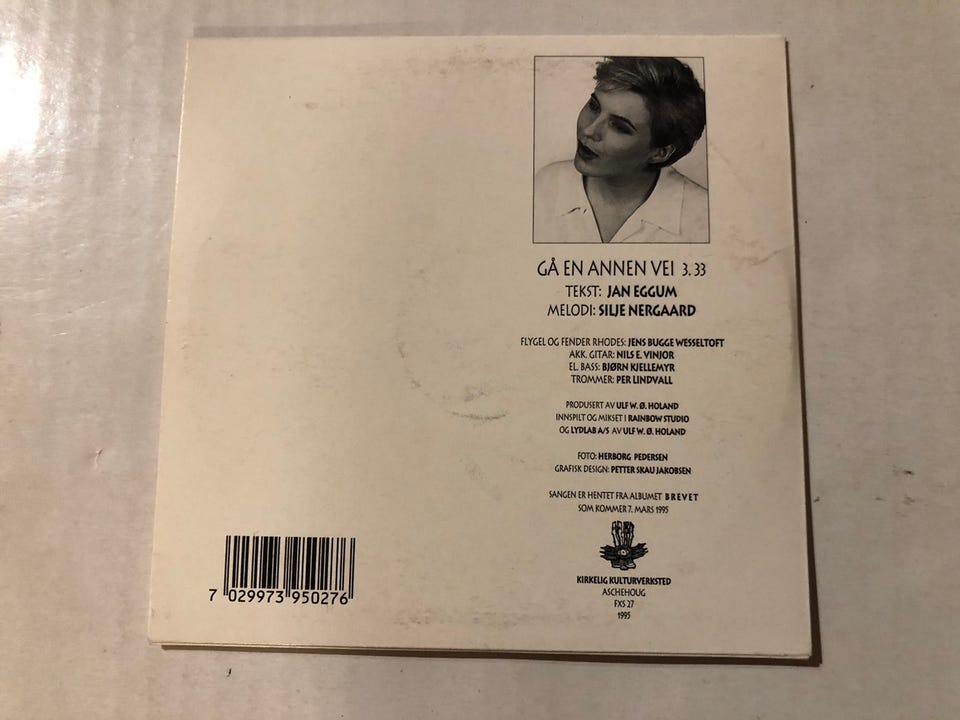 GÅ EN ANNEN VEI 3.33
TEKST: JAN EGGUM
MELODI: SILJE NERGAARD
FLYGEL OG FENDER RHODES: JENS BUGGE WESSELTOFT
AKK. GITAR: NILS E. VINJOR
EL. BASS: BJØRN KJELLEMYR
TROMMER: PER LINDVALL
PRODUSERT AV ULF W. Ø. HOLAND
INNSPILT OG MIKSET I RAINBOW STUDIO
OG LYDLAB A/S AV ULF W. Ø. HOLAND
FOTO: HERBORG PEDERSEN
GRAFISK DESIGN: PETTER SKAU JAKOBSEN
SANGEN ER HENTET FRA ALBUMET BREVET
SOM KOMMER 7. MARS 1995
KIRKELIG KULTURVERKSTED
ASCHEHOUG
FXS 27
1995
7 029973 950276